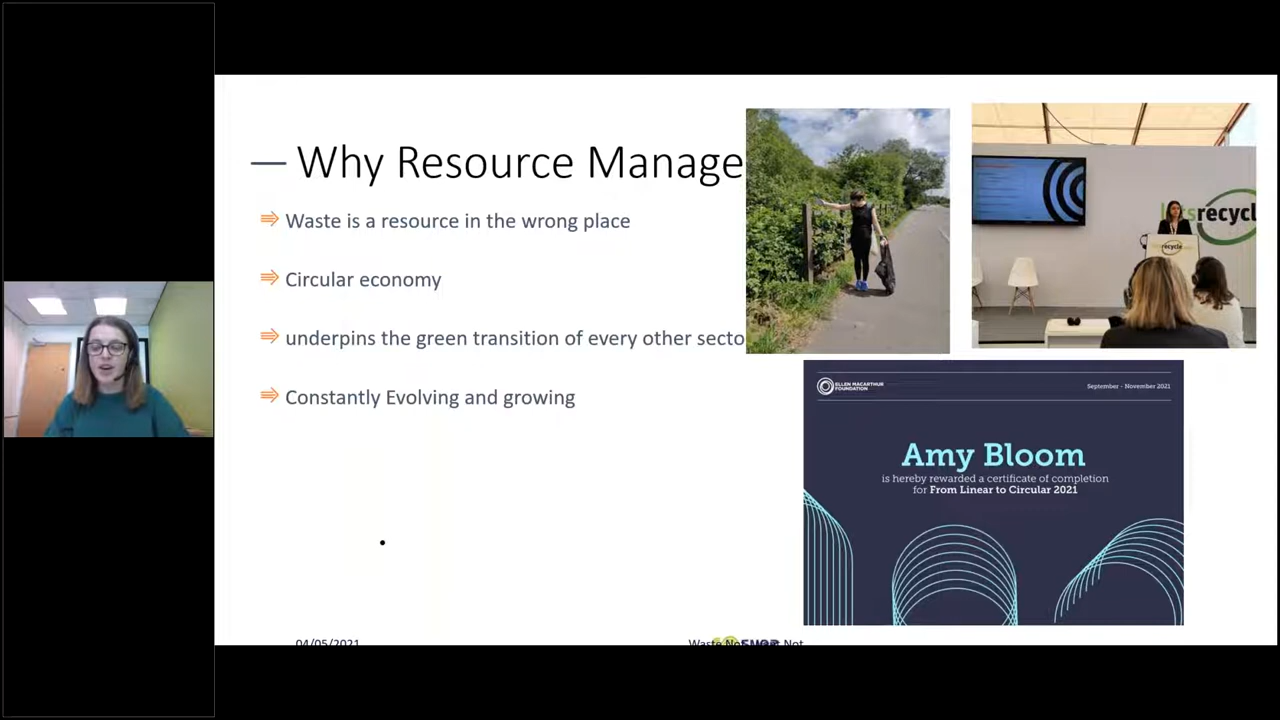 Why Resource Manage
Waste is a resource in the wrong place
Circular economy
underpins the green transition of every other secto
Constantly Evolving and growing
recycl
recycle
ELLEN MACARTHUR
FOUNDATION
September - November 2021
Amy Bloom
is hereby rewarded a certificate of completion
for From Linear to Circular 2021
04/05/2021